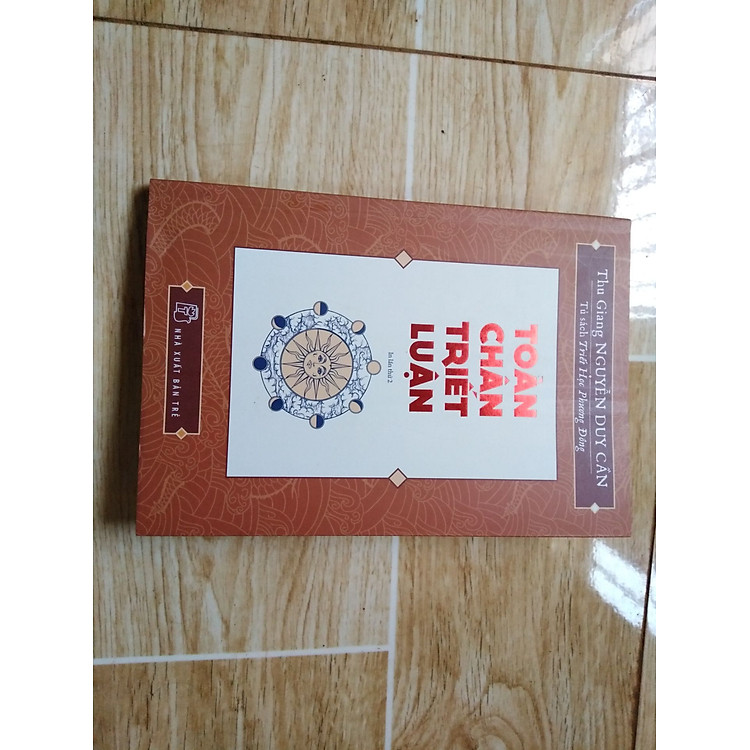 Thu Giang NGUYỄN DUY CẦN
Tủ sách Triết Học Phương Đông
TOÀN
CHÂN
TRIẾT
LUẬN
In lần thứ 2
NHÀ XUẤT BẢN TRẺ